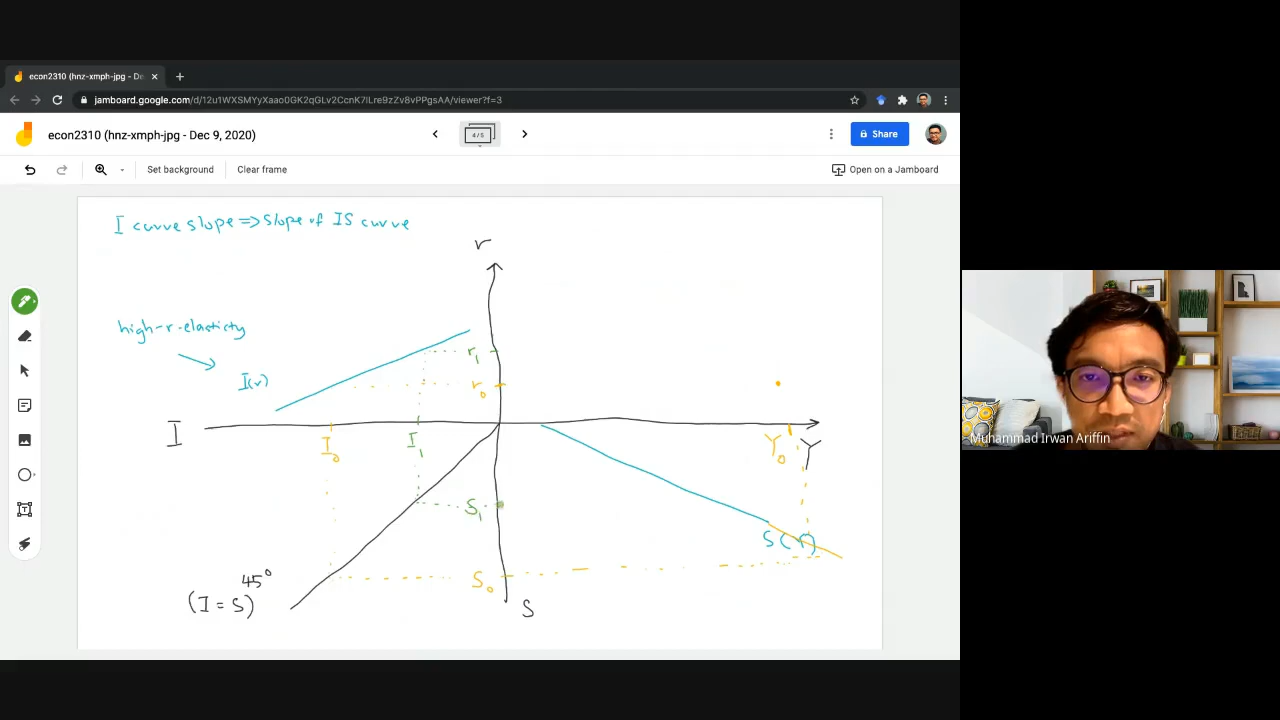 econ2310 (hnz-xmph-jpg - De
jamboard.google.com/d/12u1WXSMYyXaao0GK2qGLv2CcnK7lLre9zZv8vPPgsAA/viewer?f=3
econ2310 (hnz-xmph-jpg - Dec 9, 2020)
4/5
Share
Set background
Clear frame
Open on a Jamboard
I curve slope => slope of IS curve
r
high-r-elasticity
r1
I(r)
r0
I
I0
I1
Y0
Y
S1
S(Y)
45°
S0
(I = S)
S
Muhammad Irwan Ariffin